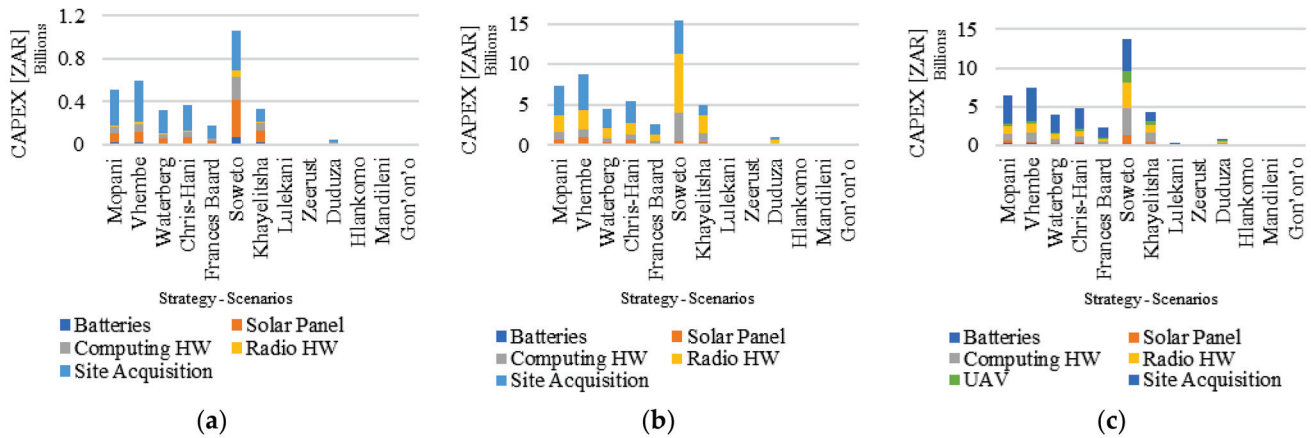 CAPEX [ZAR]
Billions
1.2
0.8
0.4
0
Mopani
Vhembe
Waterberg
Chris-Hani
Frances Baard
Soweto
Khayelitsha
Lulekani
Zeerust
Duduza
Hlankomo
Mandileni
Gon'on'o
Strategy - Scenarios
Batteries
Solar Panel
Computing HW
Radio HW
Site Acquisition
(a)
CAPEX [ZAR]
Billions
15
10
5
0
Mopani
Vhembe
Waterberg
Chris-Hani
Frances Baard
Soweto
Khayelitsha
Lulekani
Zeerust
Duduza
Hlankomo
Mandileni
Gon'on'o
Strategy - Scenarios
Batteries
Solar Panel
Computing HW
Radio HW
Site Acquisition
(b)
CAPEX [ZAR]
Billions
15
10
5
0
Mopani
Vhembe
Waterberg
Chris-Hani
Frances Baard
Soweto
Khayelitsha
Lulekani
Zeerust
Duduza
Hlankomo
Mandileni
Gon'on'o
Strategy - Scenarios
Batteries
Solar Panel
Computing HW
Radio HW
UAV
Site Acquisition
(c)